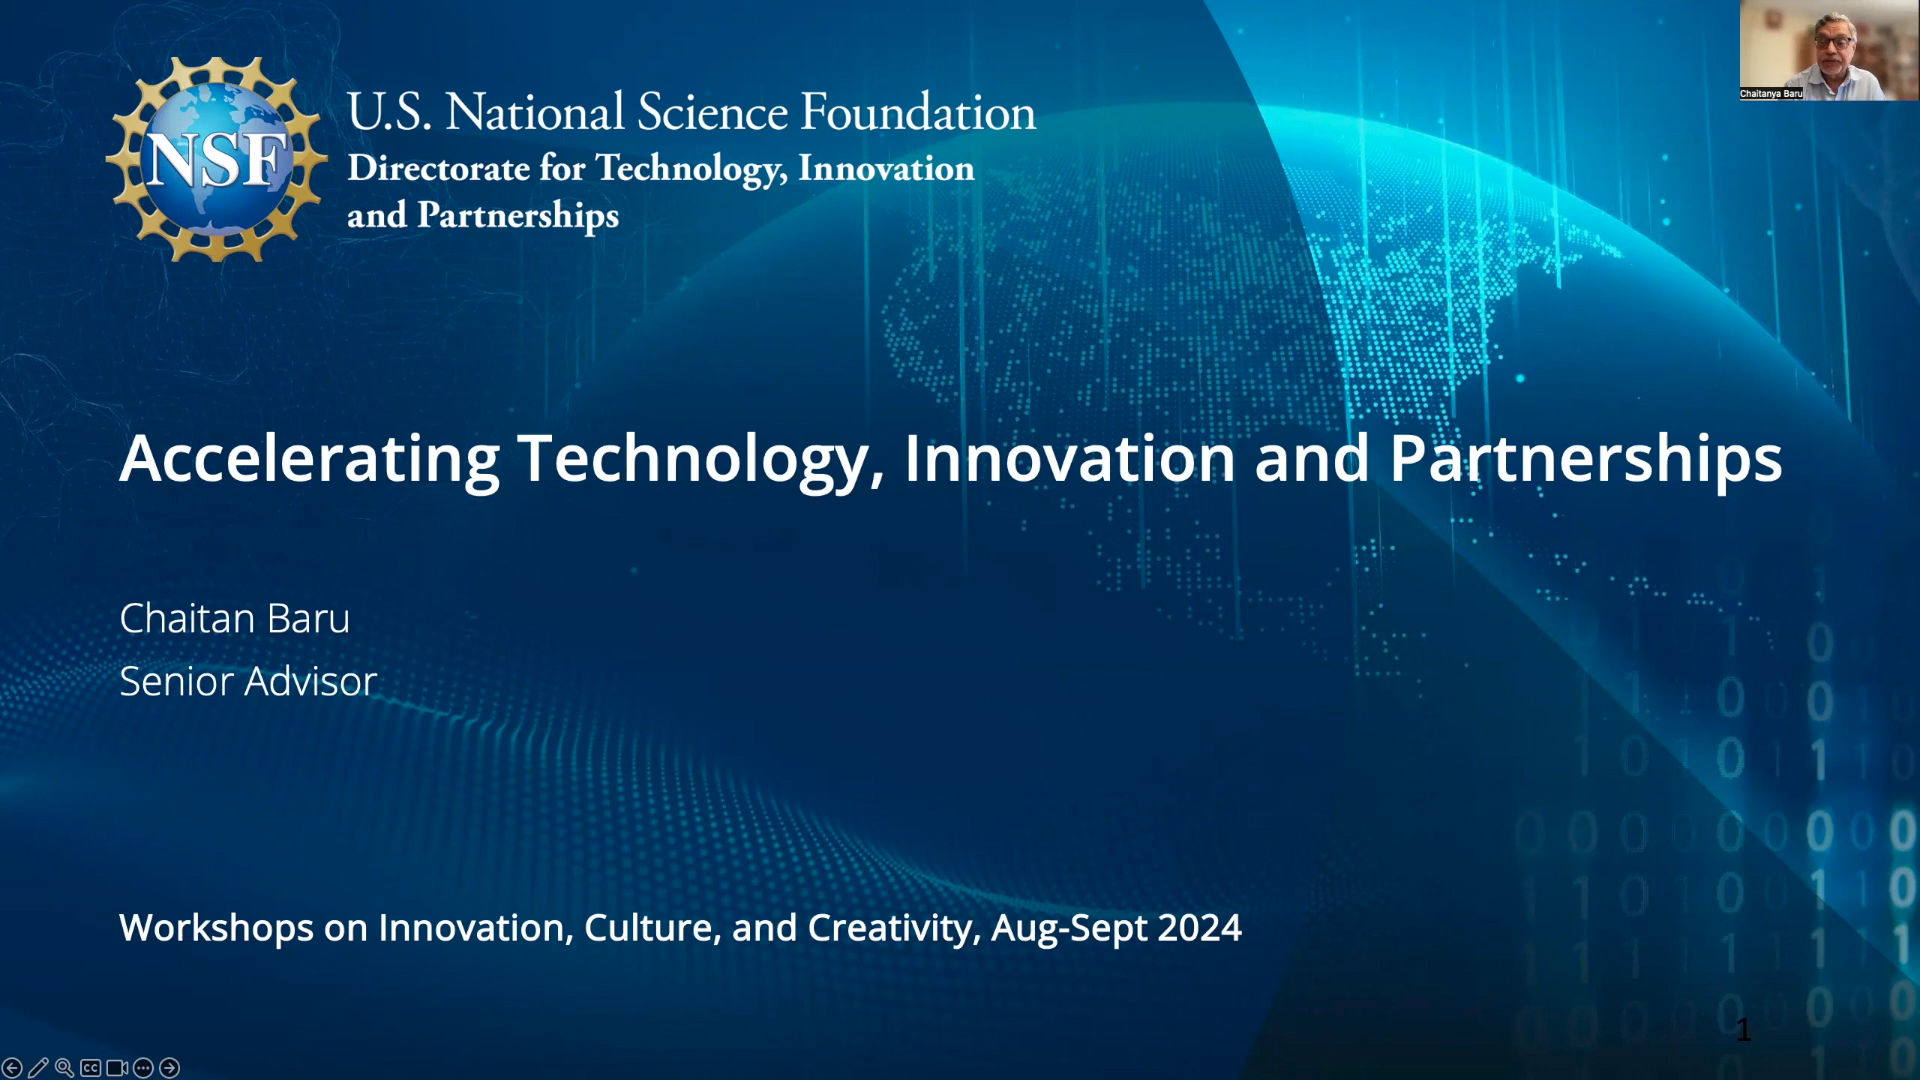 NSF
U.S. National Science Foundation
Directorate for Technology, Innovation
and Partnerships
Chaitanya Baru
Accelerating Technology, Innovation and Partnerships
Chaitan Baru
Senior Advisor
Workshops on Innovation, Culture, and Creativity, Aug-Sept 2024
1
CC